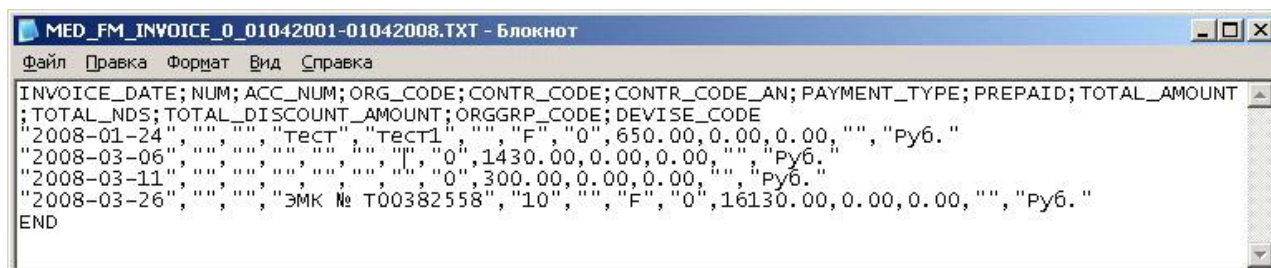 MED_FM_INVOICE_0_01042001-01042008.TXT - Блокнот
Файл Правка Формат Вид Справка
INVOICE_DATE;NUM;ACC_NUM;ORG_CODE;CONTR_CODE;CONTR_CODE_AN;PAYMENT_TYPE;PREPAID;TOTAL_AMOUNT
;TOTAL_NDS;TOTAL_DISCOUNT_AMOUNT;ORGGRP_CODE;DEVISE_CODE
"2008-01-24","","","тест","тест1","","F","0",650.00,0.00,0.00,"","Руб."
"2008-03-06","","","","","","","0",1430.00,0.00,0.00,"","Руб."
"2008-03-11","","","","","","","0",300.00,0.00,0.00,"","Руб."
"2008-03-26","","","ЭМК № Т00382558","10","","F","0",16130.00,0.00,0.00,"","Руб."
END